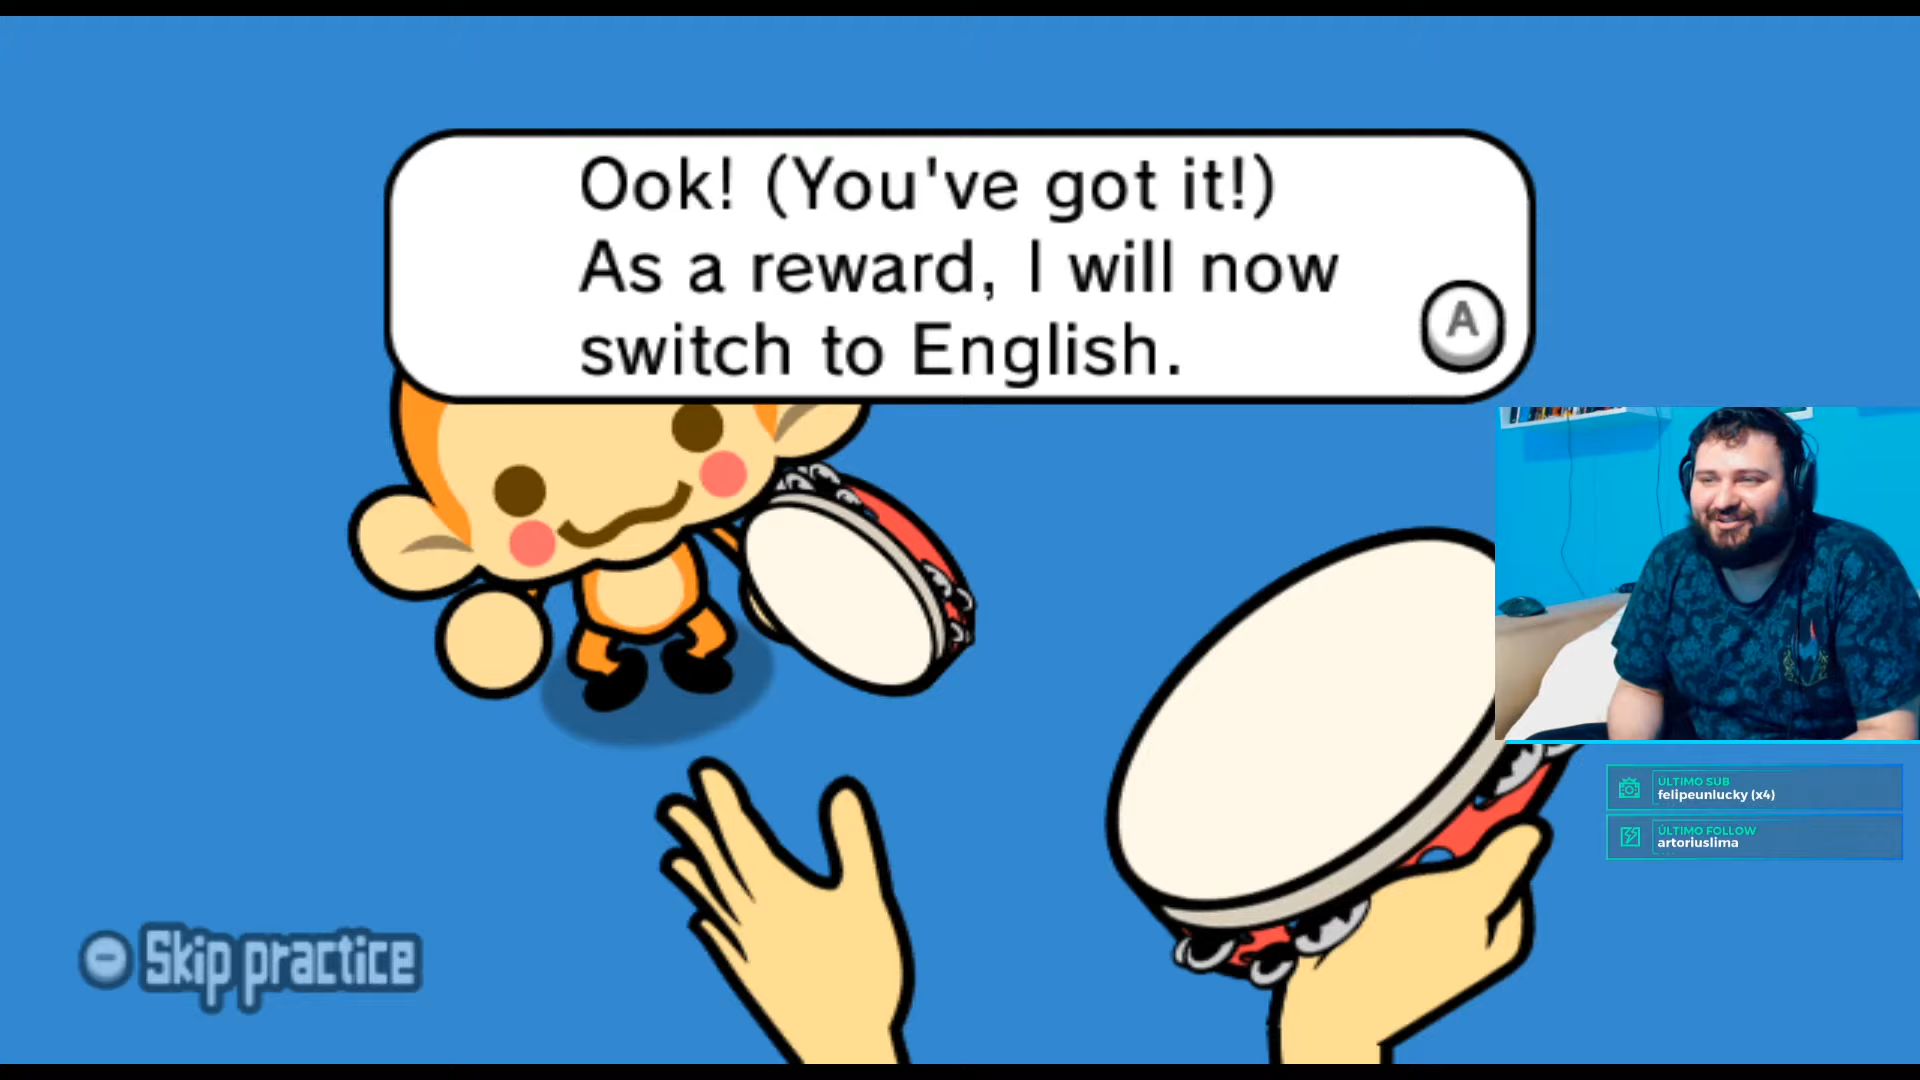 Ook! (You've got it!)
As a reward, I will now
switch to English.
A
ÚLTIMO SUB
felipeunlucky (x4)
ÚLTIMO FOLLOW
artoriuslima
Skip practice